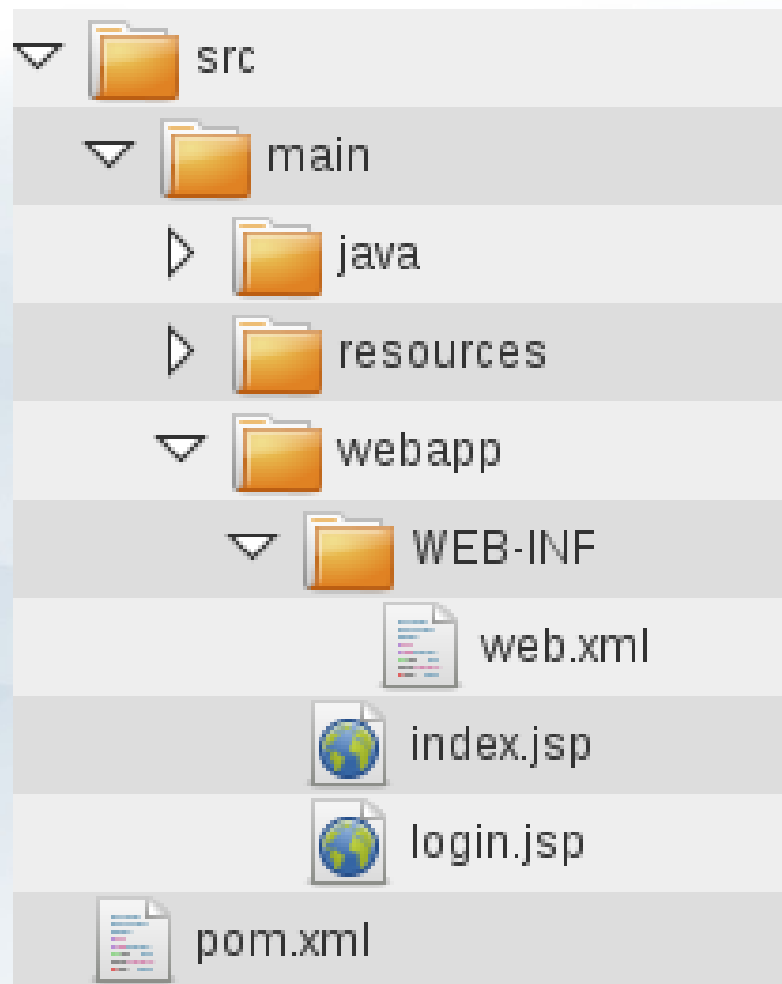 src
main
java
resources
webapp
WEB-INF
web.xml
index.jsp
login.jsp
pom.xml